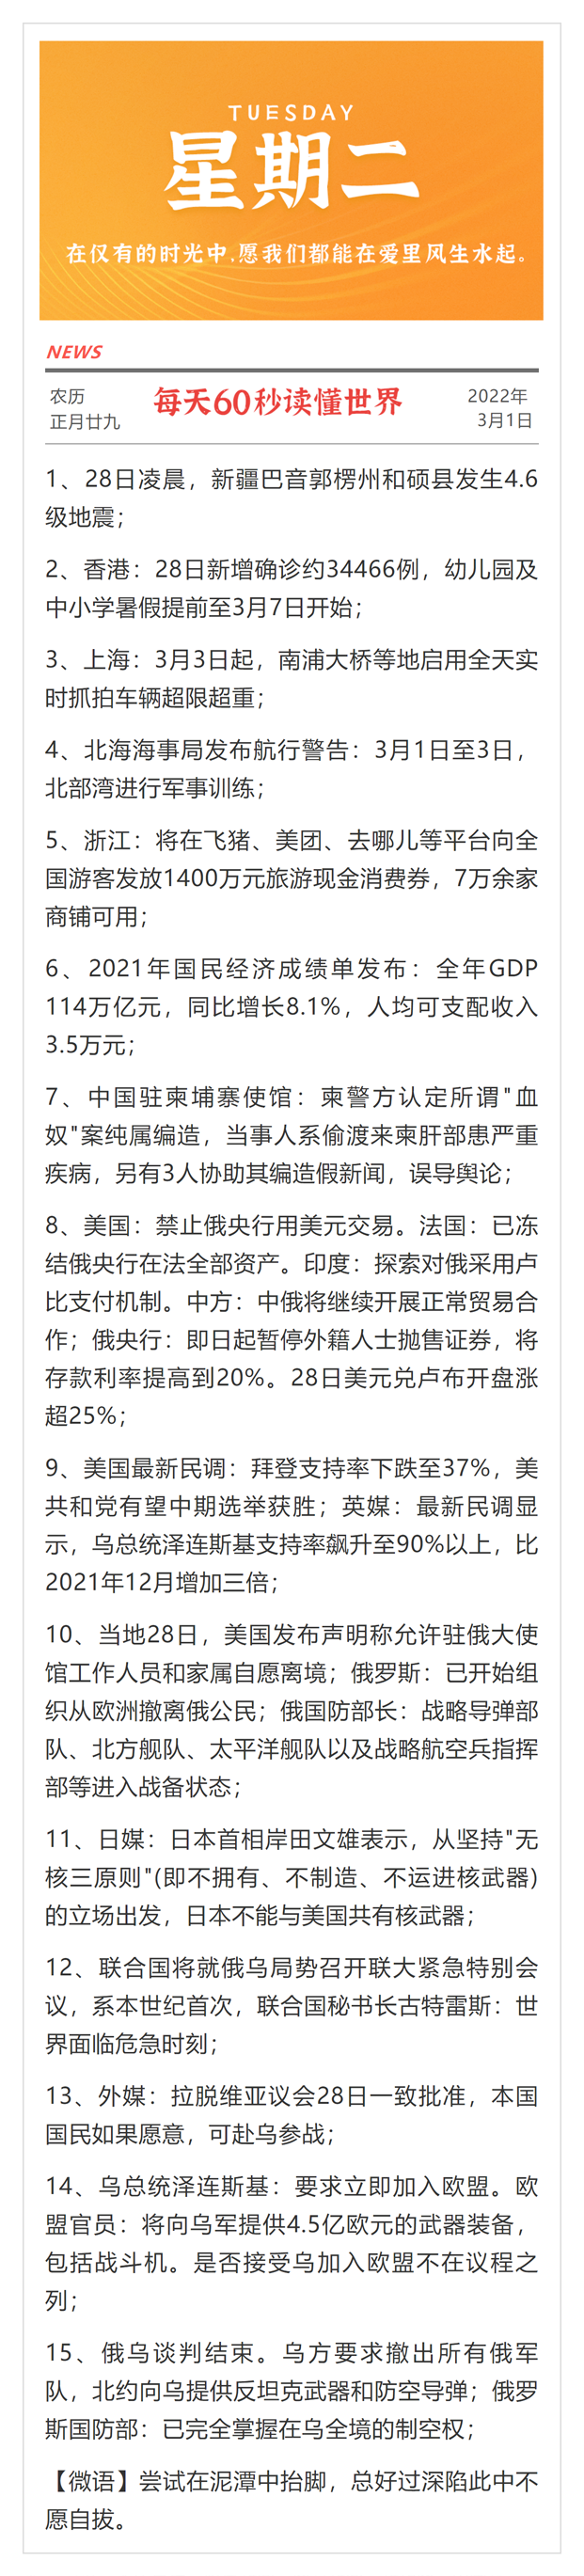 TUESDAY
星期二
在仅有的时光中,愿我们都能在爱里风生水起。
NEWS
农历
正月廿九
每天60秒读懂世界
2022年
3月1日
1、28日凌晨，新疆巴音郭楞州和硕县发生4.6
级地震；
2、香港：28日新增确诊约34466例，幼儿园及
中小学暑假提前至3月7日开始；
3、上海：3月3日起，南浦大桥等地启用全天实
时抓拍车辆超限超重；
4、北海海事局发布航行警告：3月1日至3日，
北部湾进行军事训练；
5、浙江：将在飞猪、美团、去哪儿等平台向全
国游客发放1400万元旅游现金消费券，7万余家
商铺可用；
6、2021年国民经济成绩单发布：全年GDP
114万亿元，同比增长8.1%，人均可支配收入
3.5万元；
7、中国驻柬埔寨使馆：柬警方认定所谓"血
奴"案纯属编造，当事人系偷渡来柬肝部患严重
疾病，另有3人协助其编造假新闻，误导舆论；
8、美国：禁止俄央行用美元交易。法国：已冻
结俄央行在法全部资产。印度：探索对俄采用卢
比支付机制。中方：中俄将继续开展正常贸易合
作；俄央行：即日起暂停外籍人士抛售证券，将
存款利率提高到20%。28日美元兑卢布开盘涨
超25%；
9、美国最新民调：拜登支持率下跌至37%，美
共和党有望中期选举获胜；英媒：最新民调显
示，乌总统泽连斯基支持率飙升至90%以上，比
2021年12月增加三倍；
10、当地28日，美国发布声明称允许驻俄大使
馆工作人员和家属自愿离境；俄罗斯：已开始组
织从欧洲撤离俄公民；俄国防部长：战略导弹部
队、北方舰队、太平洋舰队以及战略航空兵指挥
部等进入战备状态；
11、日媒：日本首相岸田文雄表示，从坚持"无
核三原则"(即不拥有、不制造、不运进核武器)
的立场出发，日本不能与美国共有核武器；
12、联合国将就俄乌局势召开联大紧急特别会
议，系本世纪首次，联合国秘书长古特雷斯：世
界面临危急时刻；
13、外媒：拉脱维亚议会28日一致批准，本国
国民如果愿意，可赴乌参战；
14、乌总统泽连斯基：要求立即加入欧盟。欧
盟官员：将向乌军提供4.5亿欧元的武器装备，
包括战斗机。是否接受乌加入欧盟不在议程之
列；
15、俄乌谈判结束。乌方要求撤出所有俄军
队，北约向乌提供反坦克武器和防空导弹；俄罗
斯国防部：已完全掌握在乌全境的制空权；
【微语】尝试在泥潭中抬脚，总好过深陷此中不
愿自拔。